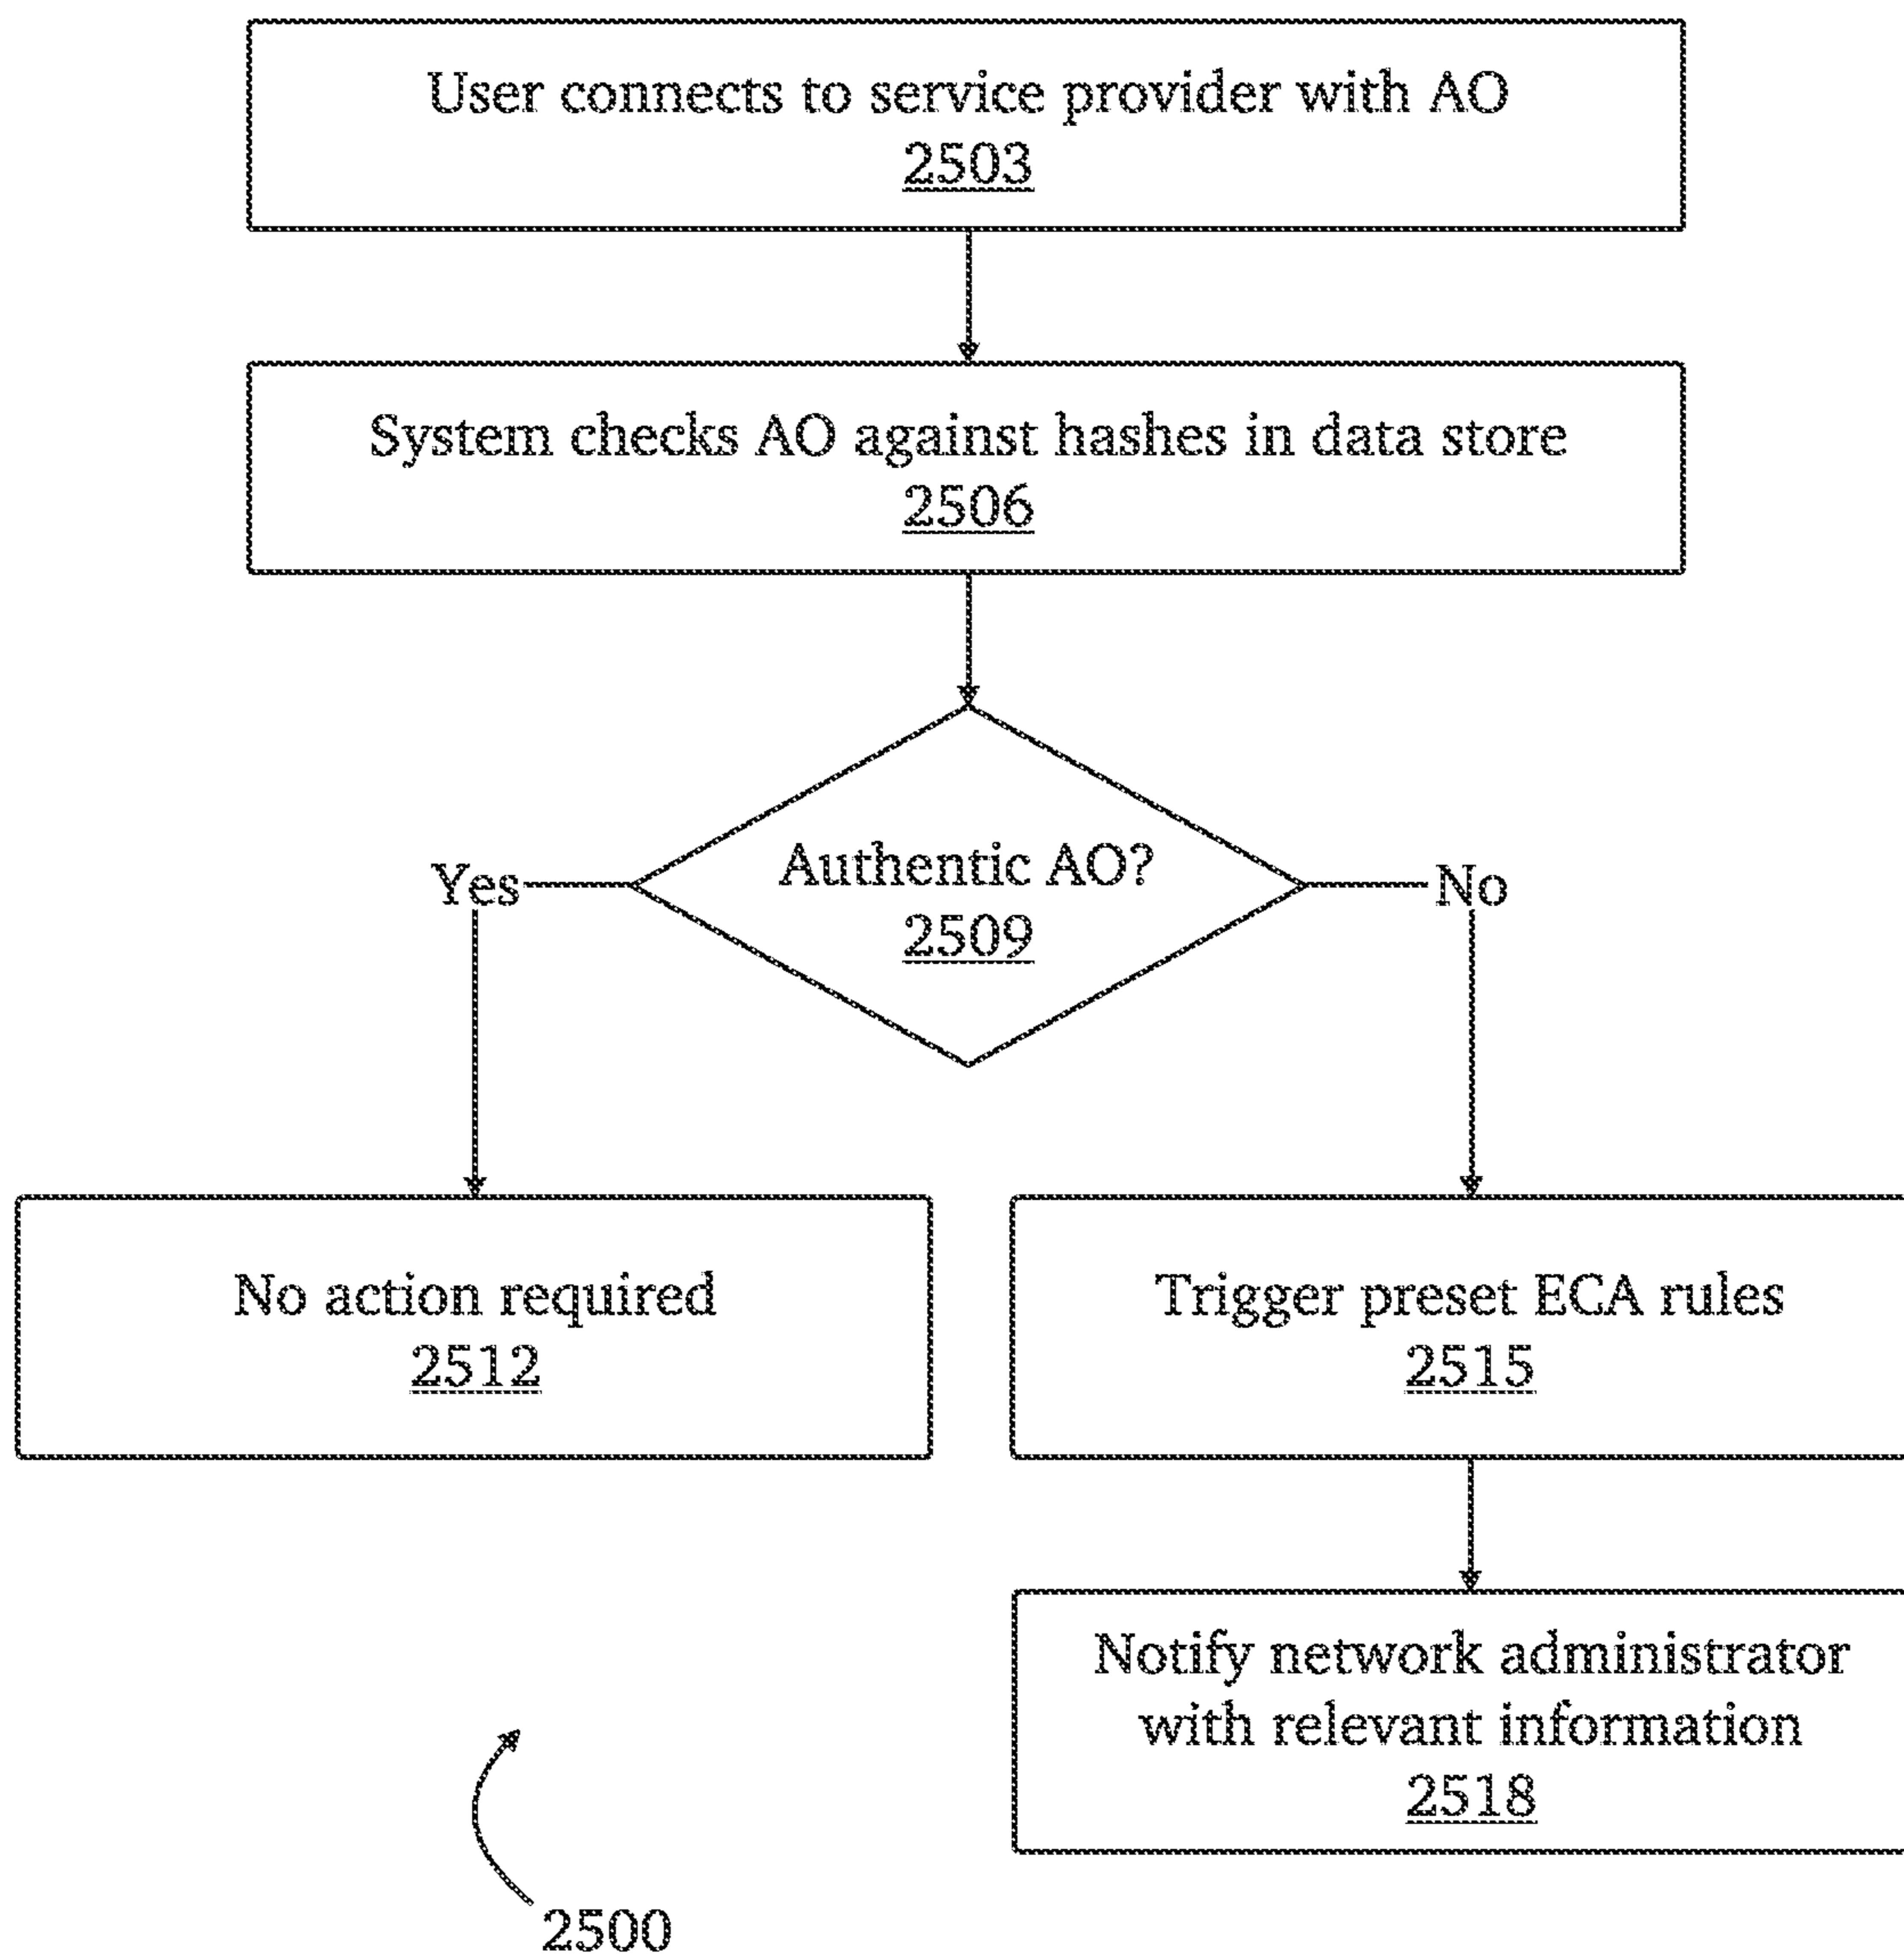 User connects to service provider with AO
2503
System checks AO against hashes in data store
2506
Authentic AO?
2509
Yes
No
No action required
2512
Trigger preset ECA rules
2515
Notify network administrator
with relevant information
2518
2500